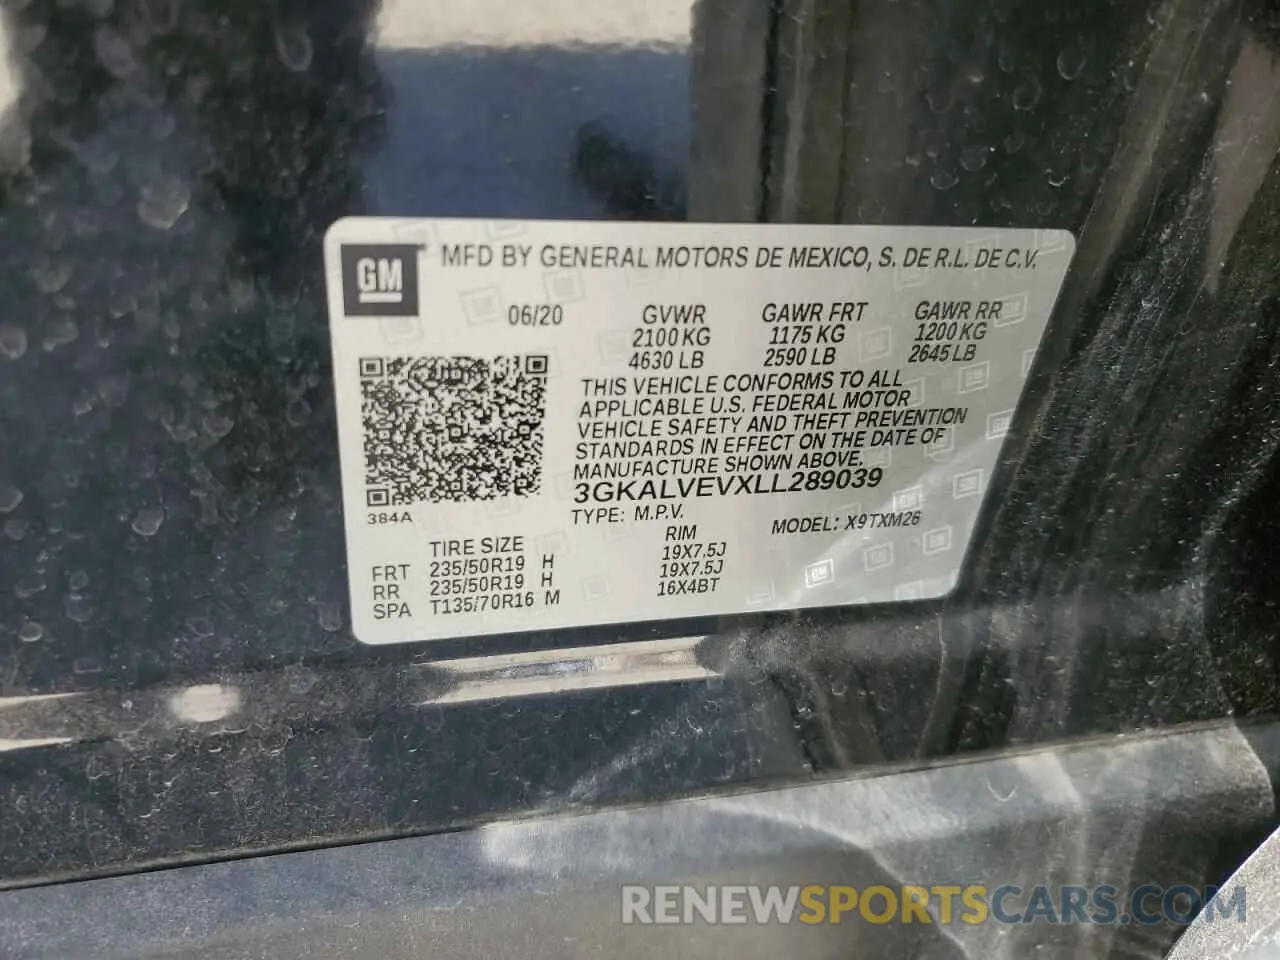 GM MFD BY GENERAL MOTORS DE MEXICO, S. DE R.L. DE C.V.
06/20 GVWR GAWR FRT GAWR RR
2100 KG 1175 KG 1200 KG
4630 LB 2590 LB 2645 LB
THIS VEHICLE CONFORMS TO ALL
APPLICABLE U.S. FEDERAL MOTOR
VEHICLE SAFETY AND THEFT PREVENTION
STANDARDS IN EFFECT ON THE DATE OF
MANUFACTURE SHOWN ABOVE.
3GKALVEVXLL289039
384A TYPE: M.P.V. MODEL: X9TXM26
TIRE SIZE RIM
FRT 235/50R19 H 19X7.5J
RR 235/50R19 H 19X7.5J
SPA T135/70R16 M 16X4BT
RENEWSPORTSCARS.COM